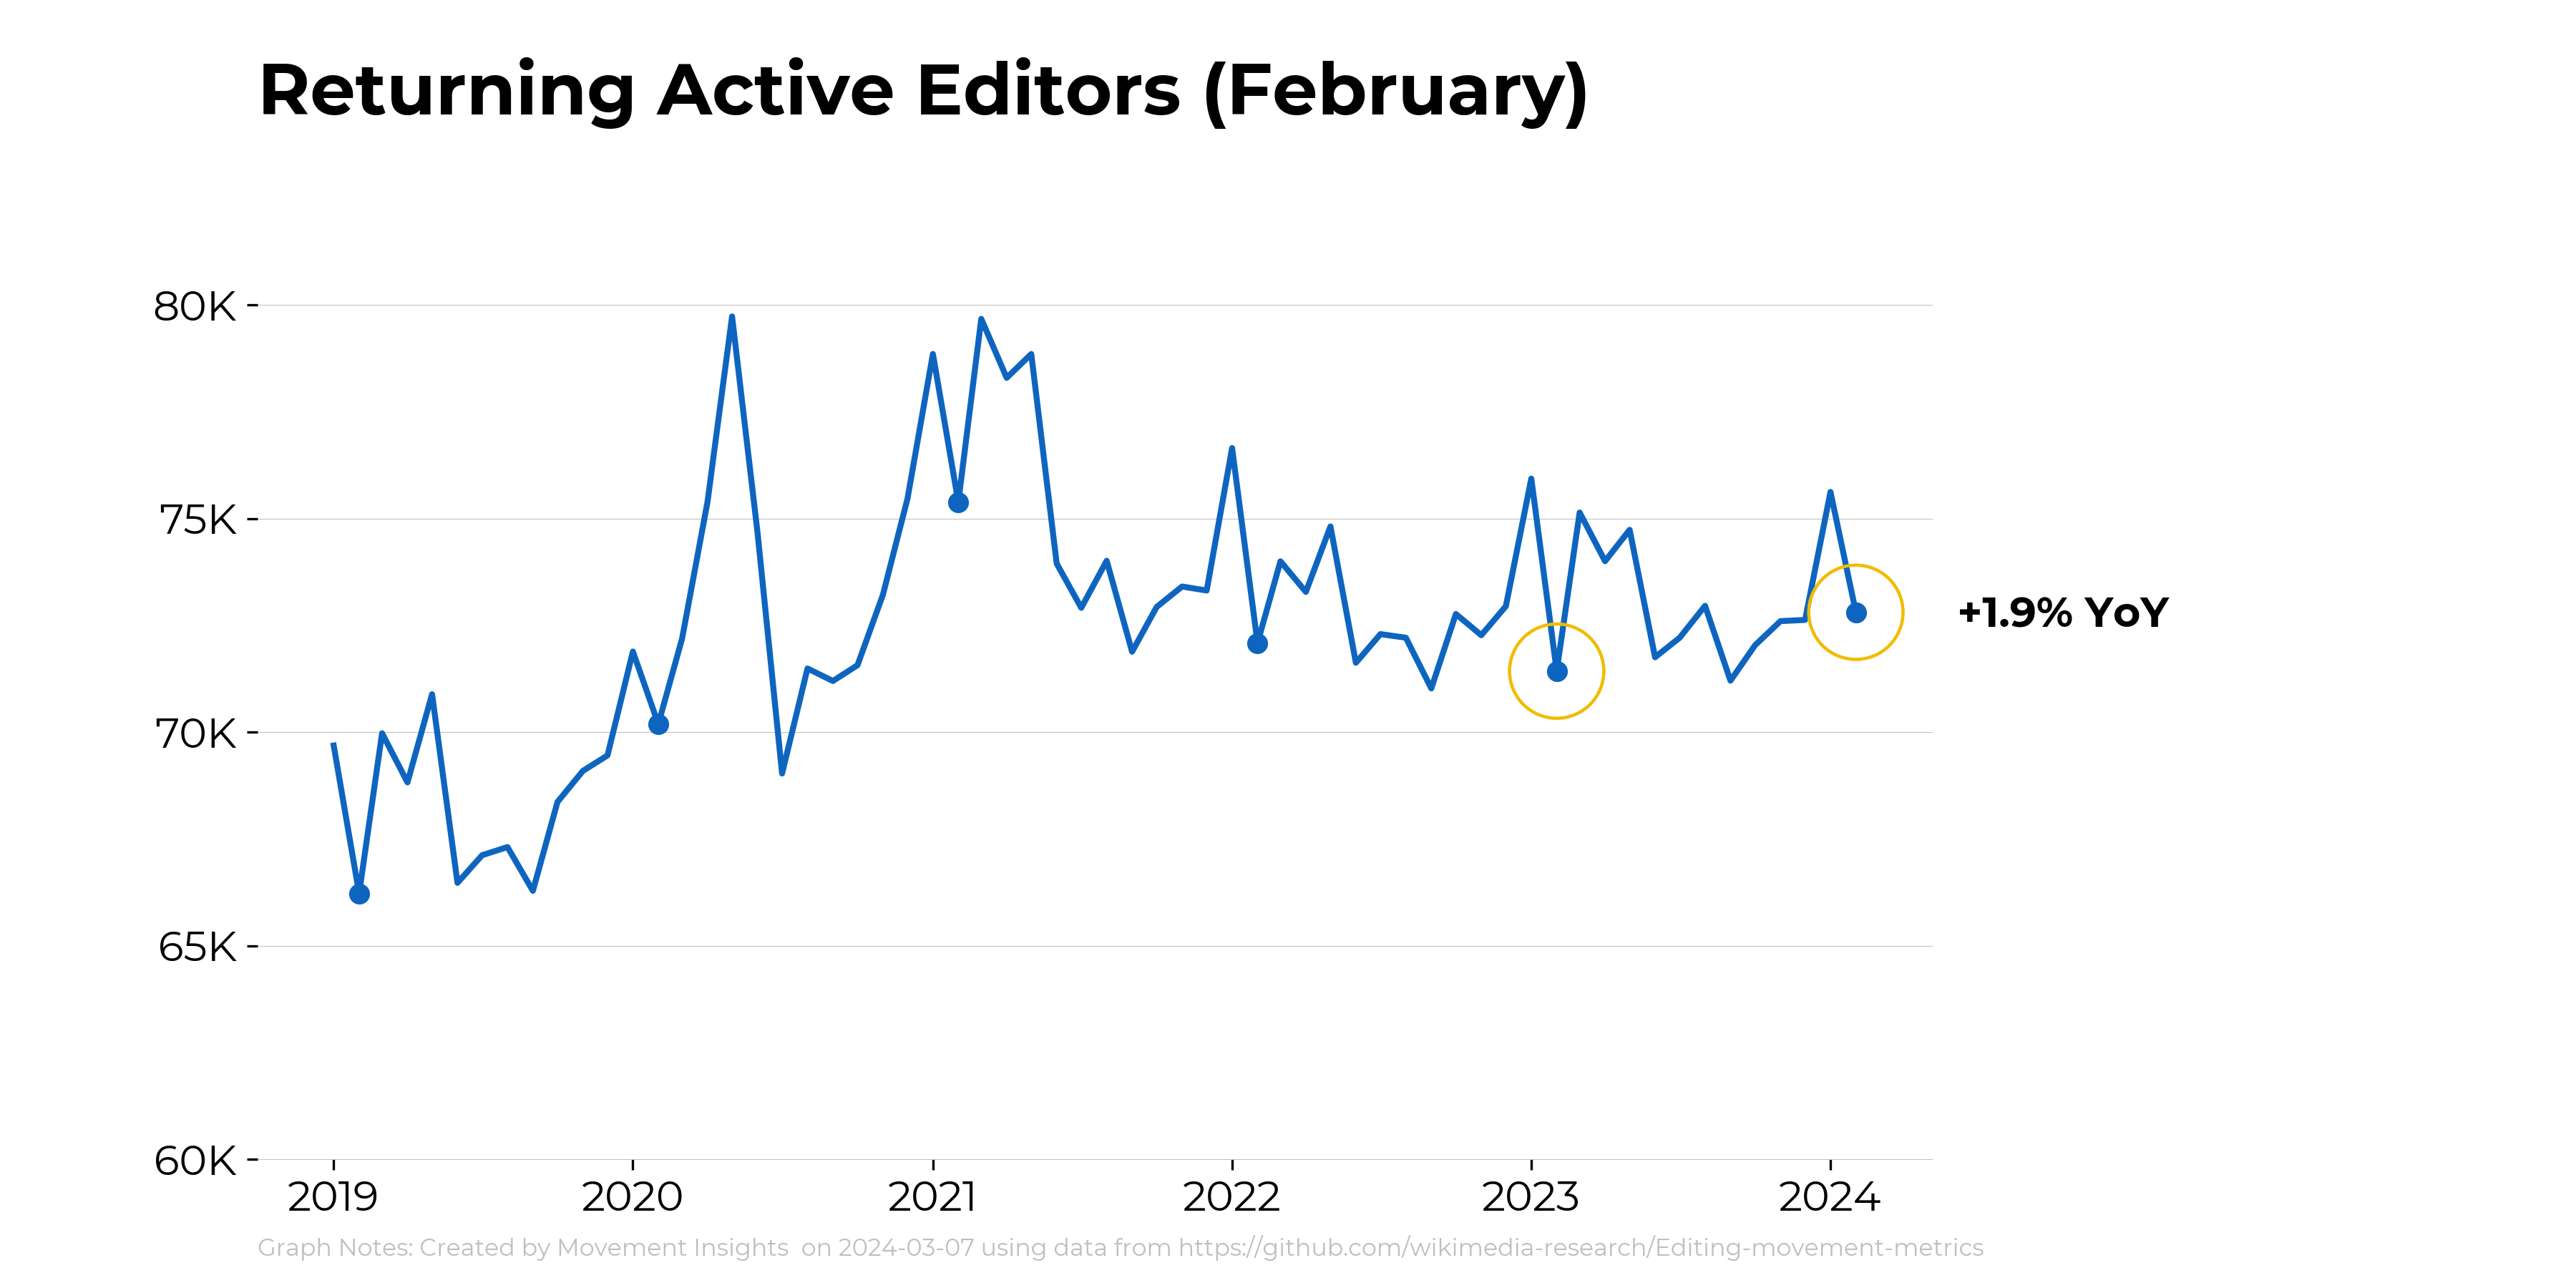 Returning Active Editors (February)
80K
75K
70K
65K
60K
+1.9% YoY
2019 2020 2021 2022 2023 2024
Graph Notes: Created by Movement Insights  on 2024-03-07 using data from https://github.com/wikimedia-research/Editing-movement-metrics